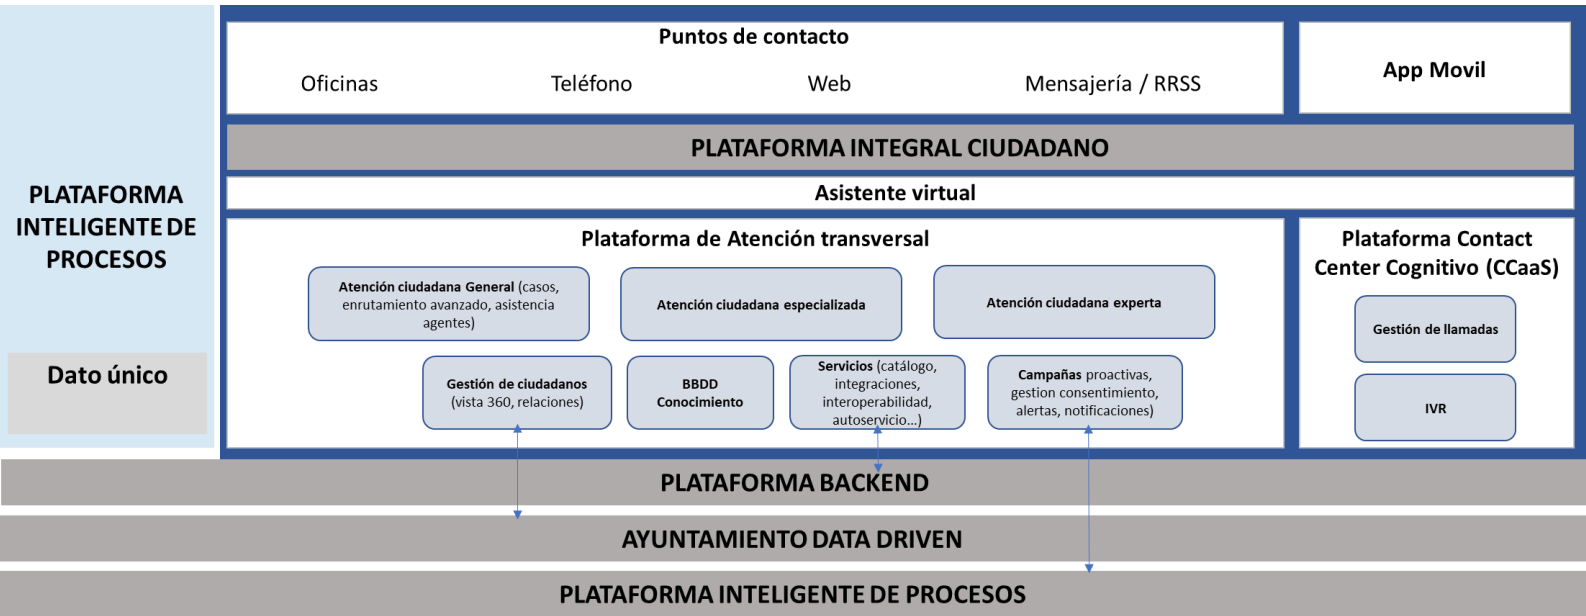 PLATAFORMA
INTELIGENTE DE
PROCESOS
Dato único
Puntos de contacto
Oficinas
Teléfono
Web
Mensajería / RRSS
App Movil
PLATAFORMA INTEGRAL CIUDADANO
Asistente virtual
Plataforma de Atención transversal
Atención ciudadana General (casos,
enrutamiento avanzado, asistencia
agentes)
Atención ciudadana especializada
Atención ciudadana experta
Gestión de ciudadanos
(vista 360, relaciones)
BBDD
Conocimiento
Servicios (catálogo,
integraciones,
interoperabilidad,
autoservicio...)
Campañas proactivas,
gestion consentimiento,
alertas, notificaciones)
Plataforma Contact
Center Cognitivo (CCaaS)
Gestión de llamadas
IVR
PLATAFORMA BACKEND
AYUNTAMIENTO DATA DRIVEN
PLATAFORMA INTELIGENTE DE PROCESOS